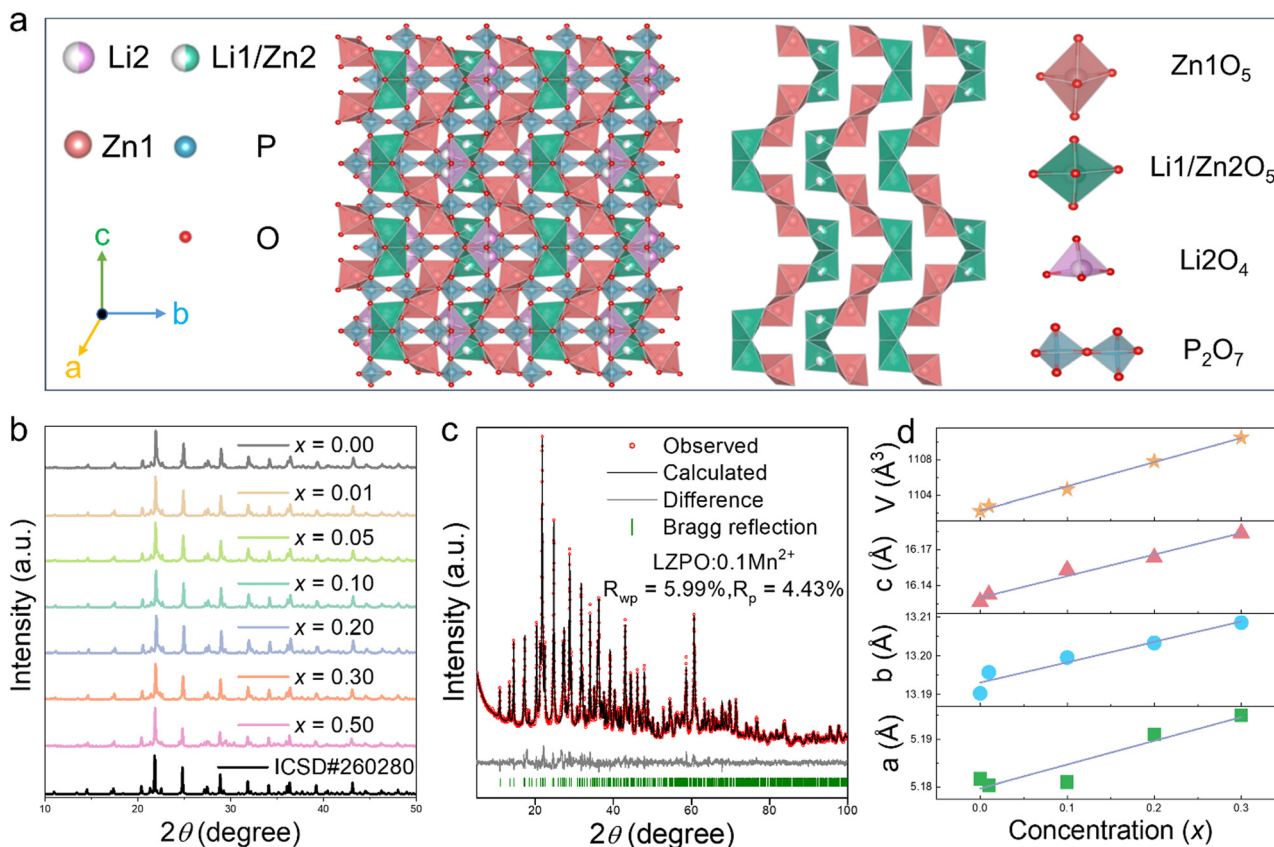 a
Li2
Li1/Zn2
Zn1
P
O
c
b
a
Zn1O₅
Li1/Zn2O₅
Li2O₄
P₂O₇
b
x = 0.00
x = 0.01
x = 0.05
x = 0.10
x = 0.20
x = 0.30
x = 0.50
ICSD#260280
Intensity (a.u.)
10 20 30 40 50
2θ (degree)
c
Observed
Calculated
Difference
Bragg reflection
LZPO:0.1Mn²⁺
R_wp = 5.99%,R_p = 4.43%
Intensity (a.u.)
20 40 60 80 100
2θ (degree)
d
V (Å³)
1108
1104
c (Å)
16.17
16.14
b (Å)
13.21
13.20
13.19
a (Å)
5.19
5.18
0.0 0.1 0.2 0.3
Concentration (x)